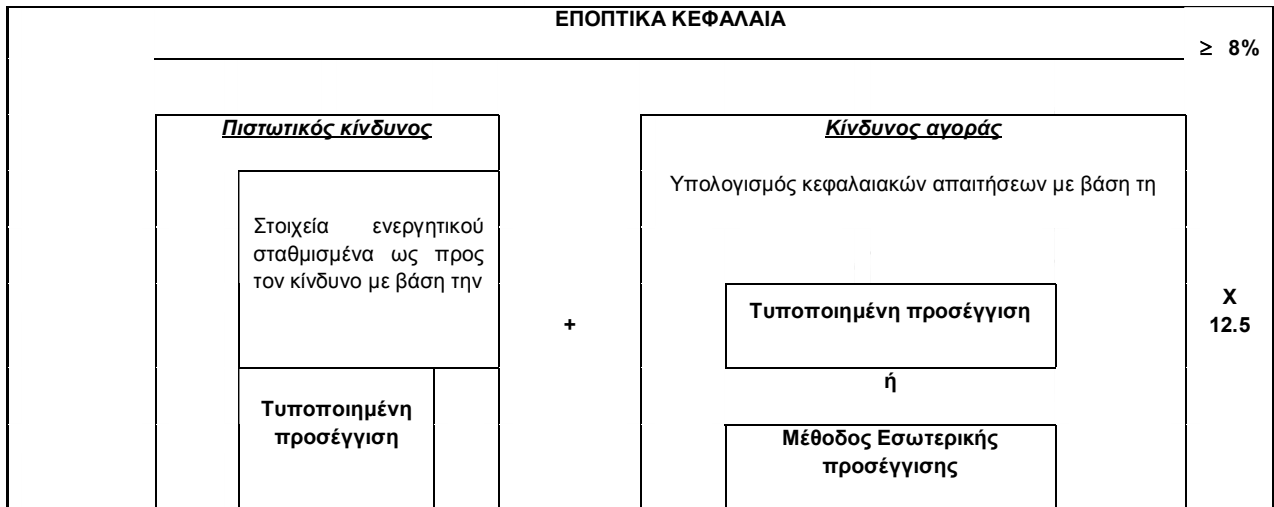 ΕΠΟΠΤΙΚΑ ΚΕΦΑΛΑΙΑ
≥ 8%
Πιστωτικός κίνδυνος
Στοιχεία ενεργητικού
σταθμισμένα ως προς
τον κίνδυνο με βάση την
Τυποποιημένη
προσέγγιση
+
Κίνδυνος αγοράς
Υπολογισμός κεφαλαιακών απαιτήσεων με βάση τη
Τυποποιημένη προσέγγιση
ή
Μέθοδος Εσωτερικής
προσέγγισης
X
12.5